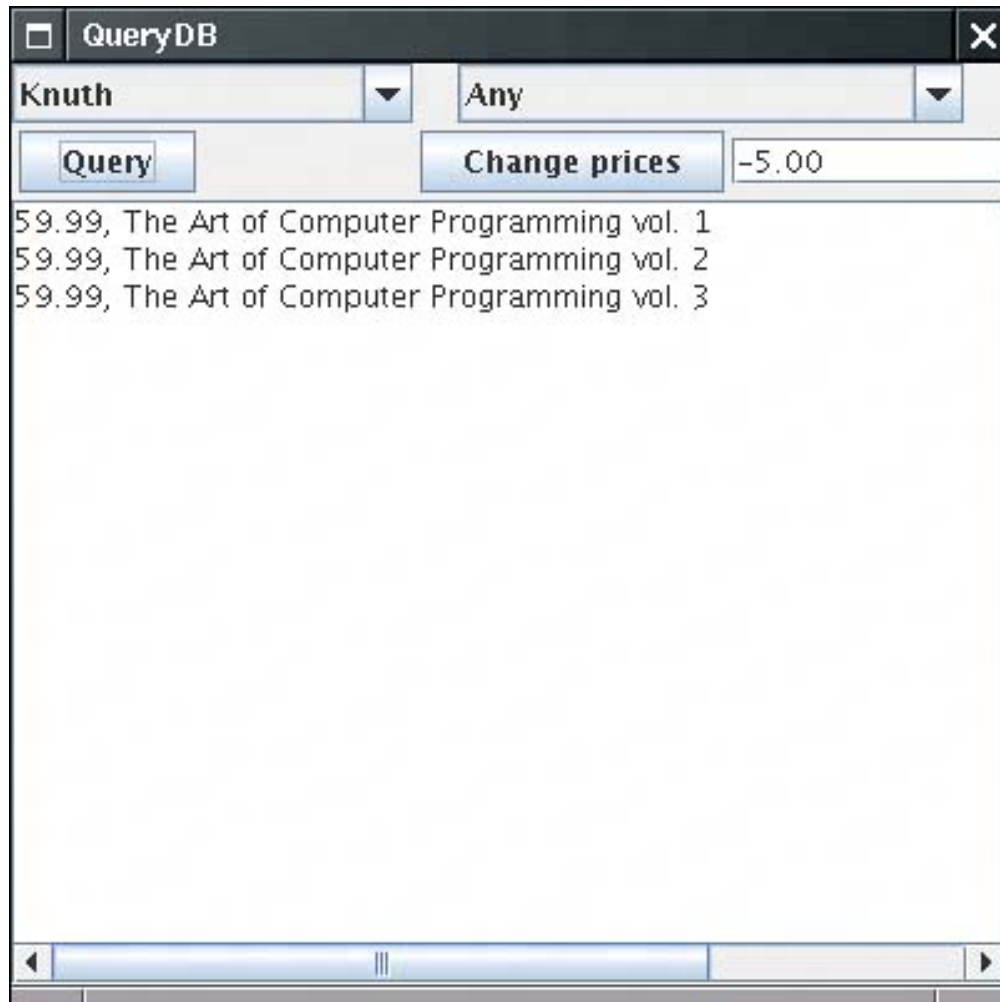 QueryDB
Knuth Any
Query Change prices -5.00
59.99, The Art of Computer Programming vol. 1
59.99, The Art of Computer Programming vol. 2
59.99, The Art of Computer Programming vol. 3